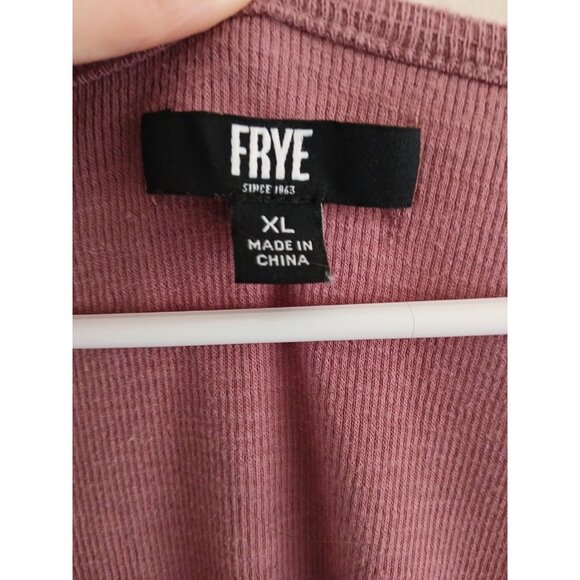 FRYE
SINCE 1863
XL
MADE IN
CHINA